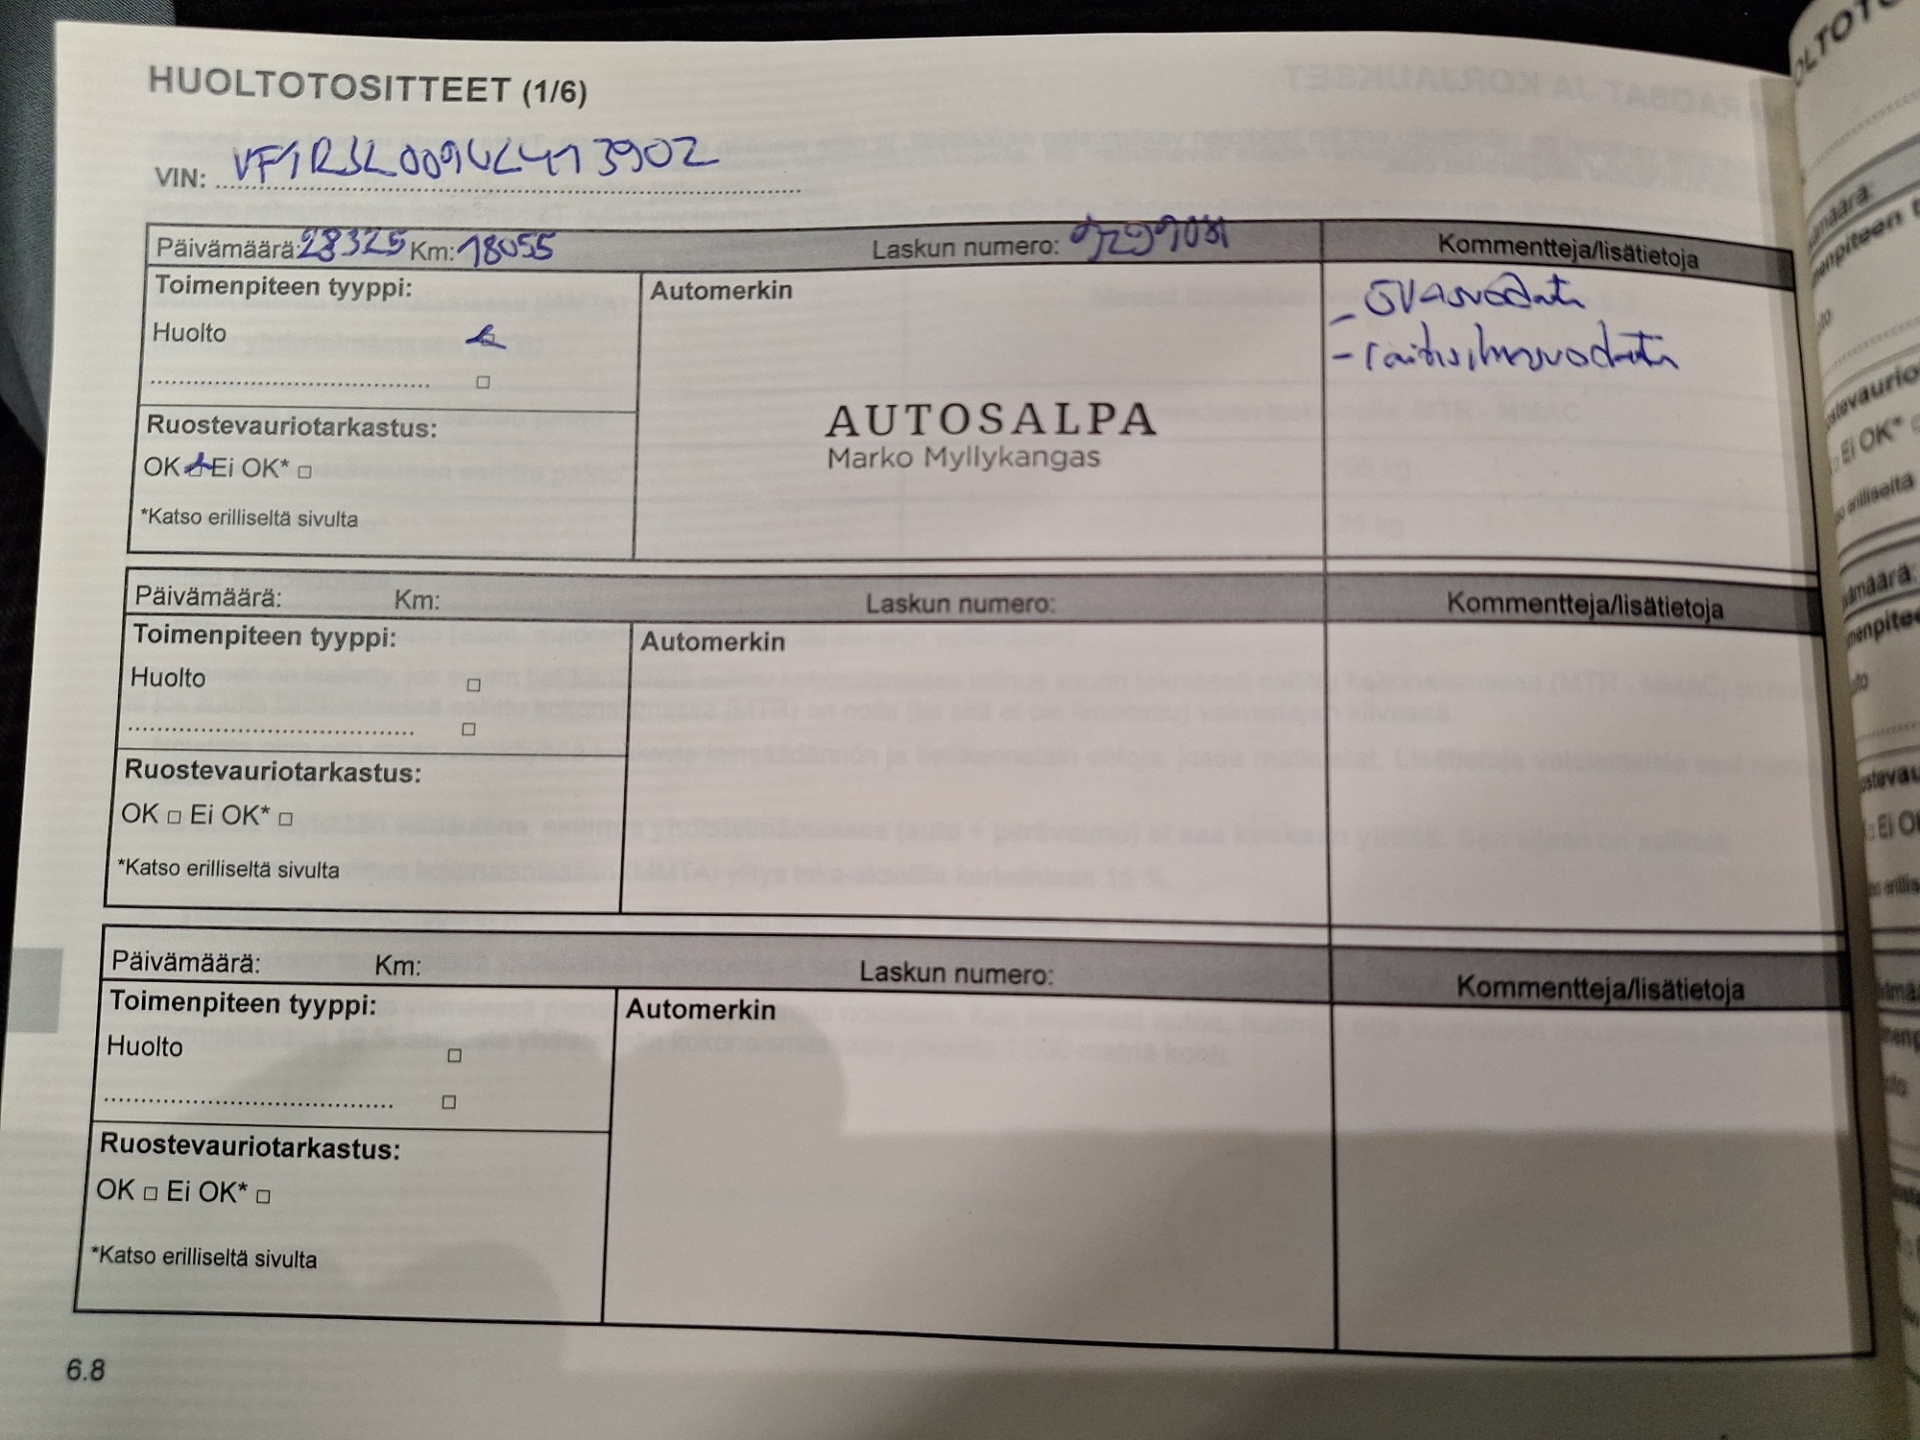 HUOLTOTOSITTEET (1/6)
VIN:
Päivämäärä: 28325 Km: 18055 Laskun numero: Kommentteja/lisätietoja
Toimenpiteen tyyppi: Automerkin
Huolto
Ruostevauriotarkastus:
OK Ei OK*
*Katso erilliseltä sivulta
AUTOSALPA
Marko Myllykangas
- raitisilmasuodatin
Päivämäärä: Km: Laskun numero: Kommentteja/lisätietoja
Toimenpiteen tyyppi: Automerkin
Huolto
Ruostevauriotarkastus:
OK □ Ei OK* □
*Katso erilliseltä sivulta
Päivämäärä: Km: Laskun numero: Kommentteja/lisätietoja
Toimenpiteen tyyppi: Automerkin
Huolto
Ruostevauriotarkastus:
OK □ Ei OK* □
*Katso erilliseltä sivulta
6.8